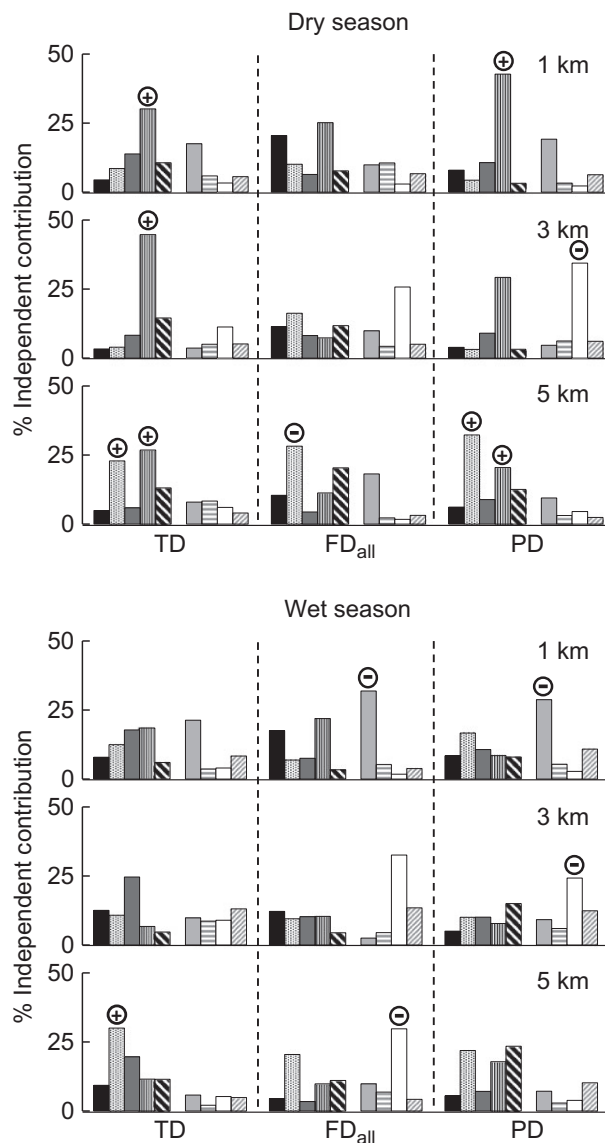 Dry season
% Independent contribution
50
25
0
1 km
+
+
50
25
0
3 km
+
−
50
25
0
5 km
+
+
−
+
+
TD
FDall
PD
Wet season
% Independent contribution
50
25
0
1 km
−
−
50
25
0
3 km
−
50
25
0
5 km
+
−
TD
FDall
PD